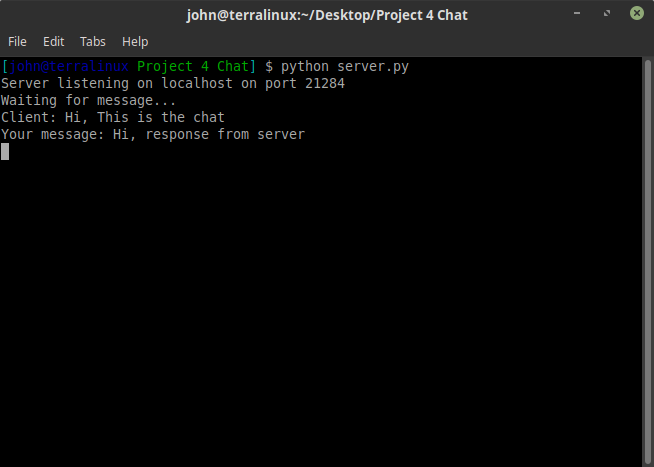 john@terralinux:~/Desktop/Project 4 Chat
File Edit Tabs Help
[john@terralinux Project 4 Chat] $ python server.py
Server listening on localhost on port 21284
Waiting for message...
Client: Hi, This is the chat
Your message: Hi, response from server